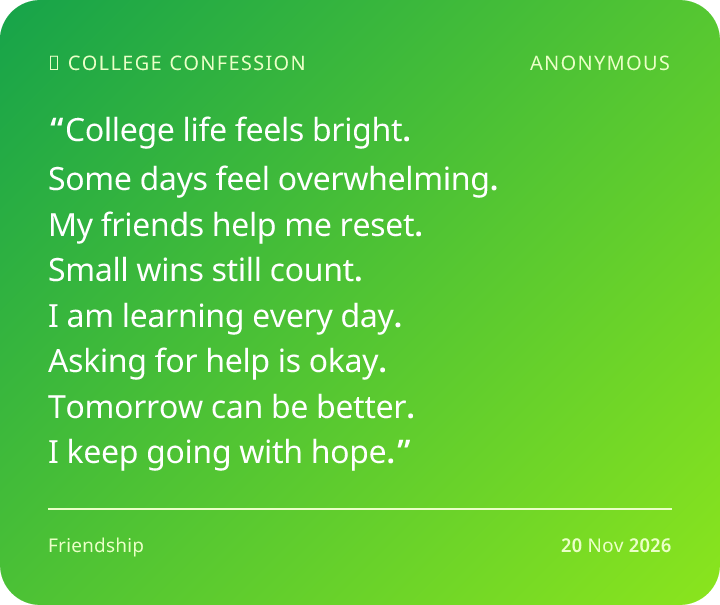 COLLEGE CONFESSION
ANONYMOUS
“College life feels bright.
Some days feel overwhelming.
My friends help me reset.
Small wins still count.
I am learning every day.
Asking for help is okay.
Tomorrow can be better.
I keep going with hope.”
Friendship
20 Nov 2026